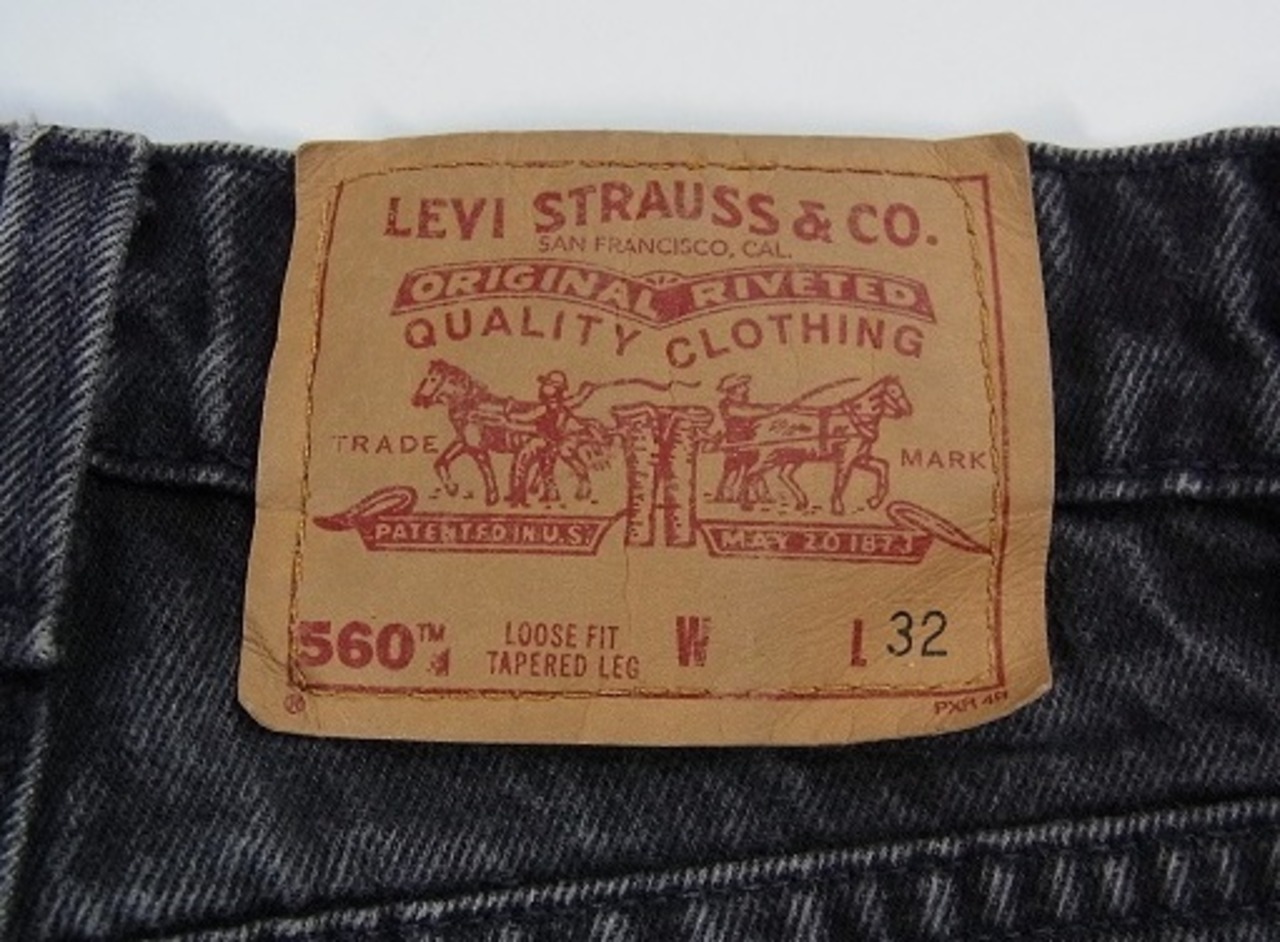 LEVI STRAUSS & CO.
SAN FRANCISCO, CAL.
ORIGINAL RIVETED
QUALITY CLOTHING
TRADE MARK
PATENTED IN U.S. MAY 20 1873
560™ LOOSE FIT TAPERED LEG W L 32
®